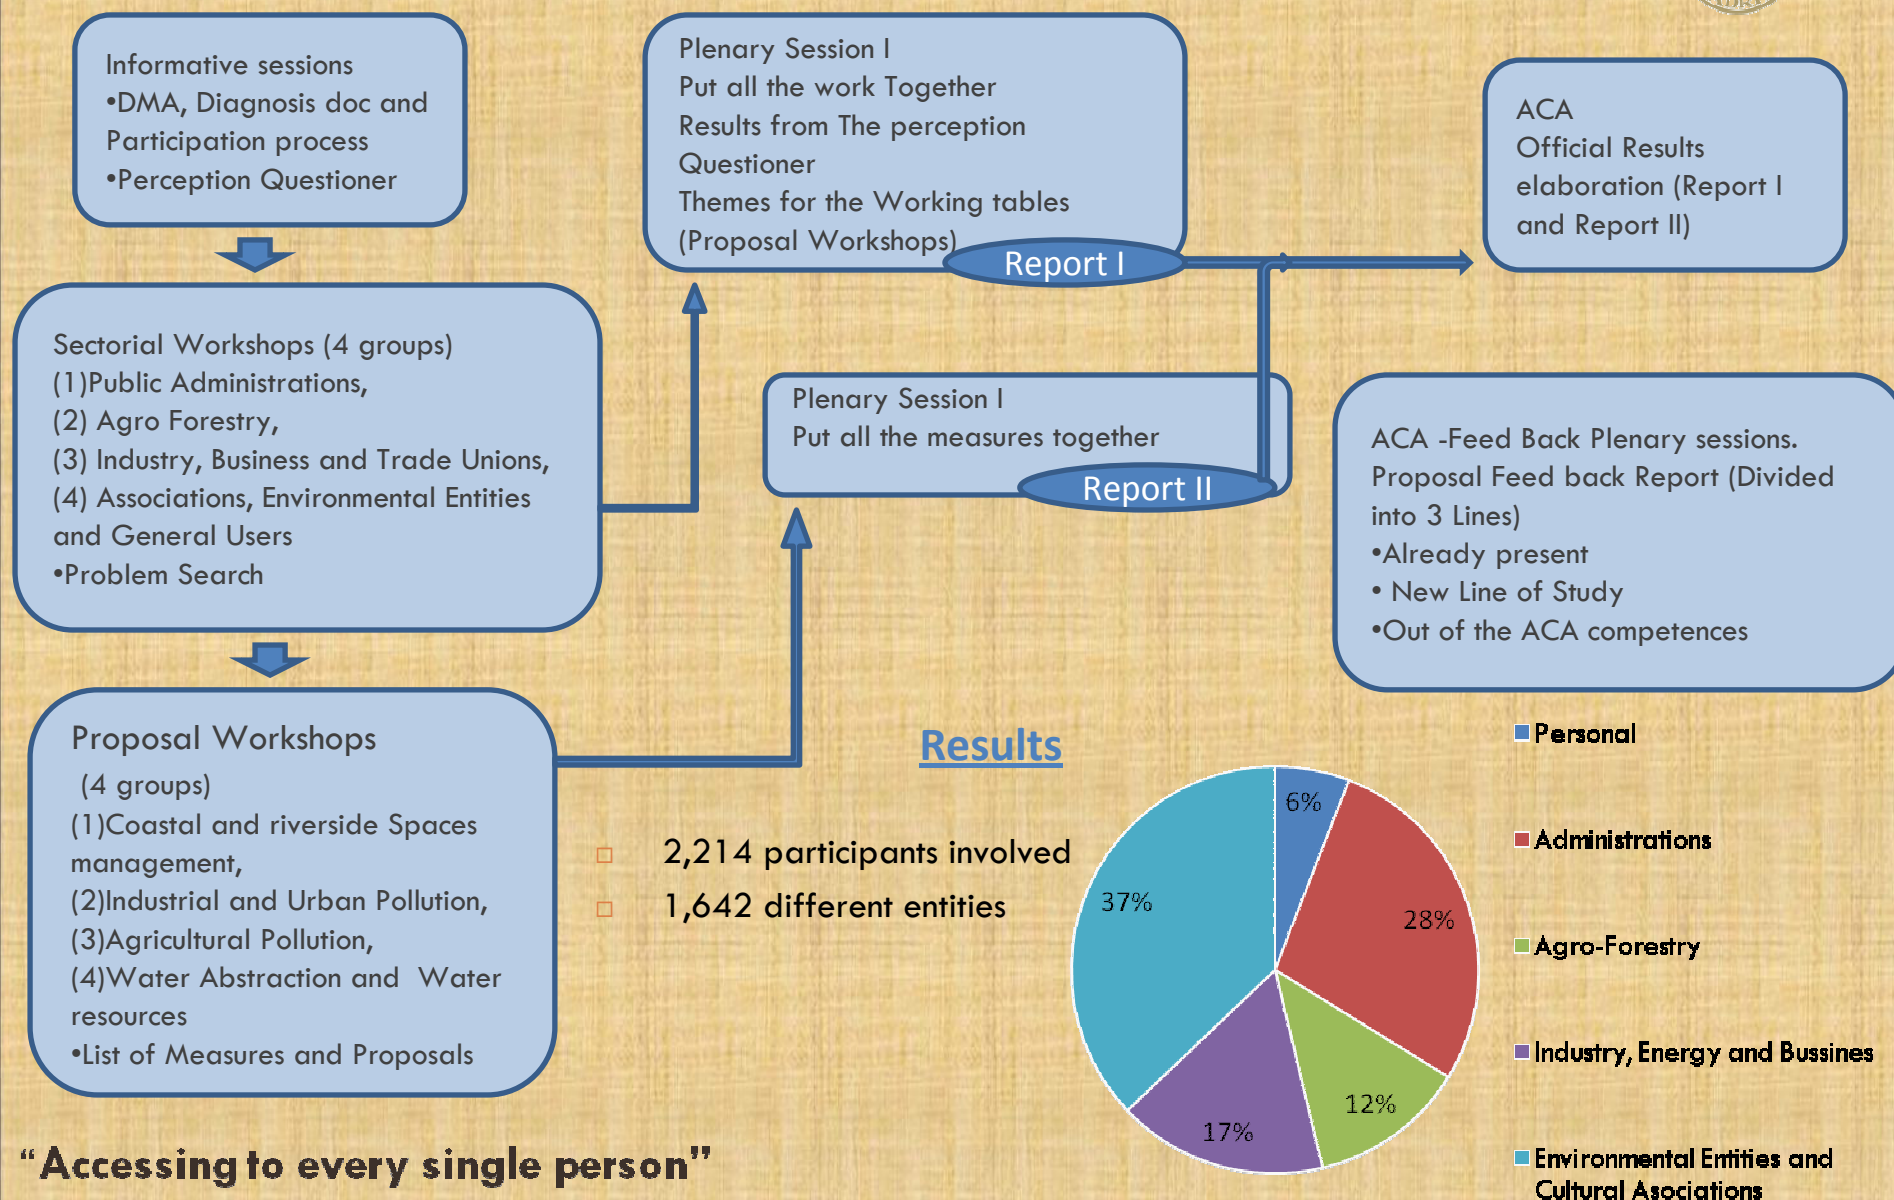 Informative sessions
•DMA, Diagnosis doc and
Participation process
•Perception Questioner
Sectorial Workshops (4 groups)
(1)Public Administrations,
(2) Agro Forestry,
(3) Industry, Business and Trade Unions,
(4) Associations, Environmental Entities
and General Users
•Problem Search
Proposal Workshops
(4 groups)
(1)Coastal and riverside Spaces
management,
(2)Industrial and Urban Pollution,
(3)Agricultural Pollution,
(4)Water Abstraction and Water
resources
•List of Measures and Proposals
Plenary Session I
Put all the work Together
Results from The perception
Questioner
Themes for the Working tables
(Proposal Workshops)
Report I
Plenary Session I
Put all the measures together
Report II
ACA
Official Results
elaboration (Report I
and Report II)
ACA -Feed Back Plenary sessions.
Proposal Feed back Report (Divided
into 3 Lines)
•Already present
• New Line of Study
•Out of the ACA competences
Results
2,214 participants involved
1,642 different entities
6%
28%
12%
17%
37%
Personal
Administrations
Agro-Forestry
Industry, Energy and Bussines
Environmental Entities and
Cultural Asociations
“Accessing to every single person”